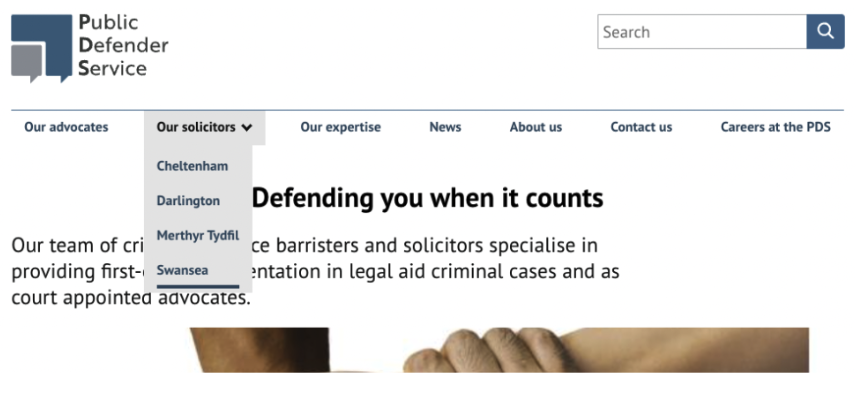 Public
Defender
Service
Search
Our advocates Our solicitors Our expertise News About us Contact us Careers at the PDS
Cheltenham
Darlington
Merthyr Tydfil
Swansea
Defending you when it counts
Our team of cri ce barristers and solicitors specialise in
providing first- entation in legal aid criminal cases and as
court appointed advocates.